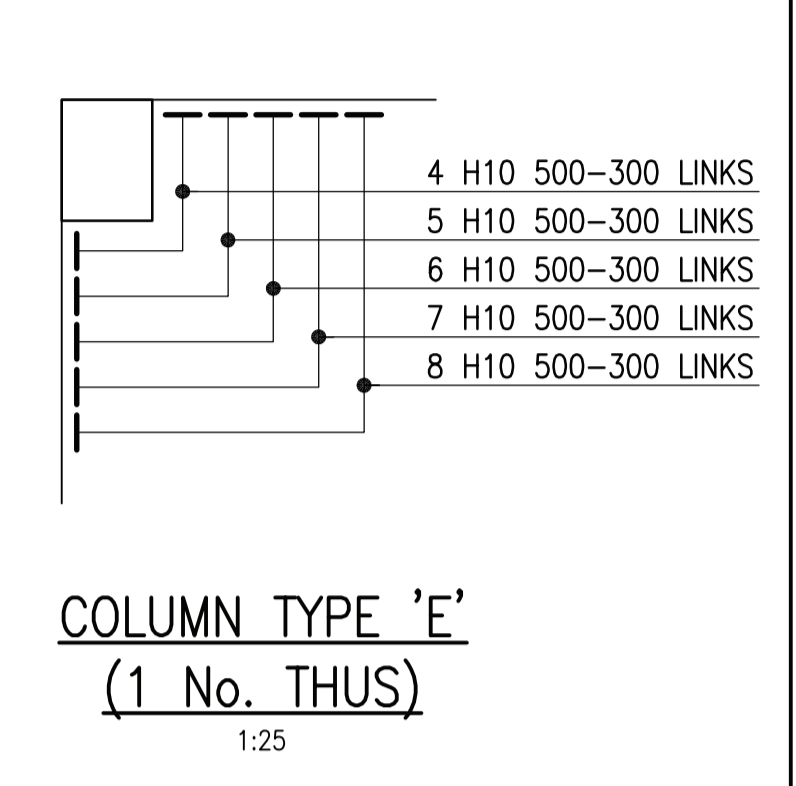 4 H10 500-300 LINKS
5 H10 500-300 LINKS
6 H10 500-300 LINKS
7 H10 500-300 LINKS
8 H10 500-300 LINKS
COLUMN TYPE 'E'
(1 No. THUS)
1:25